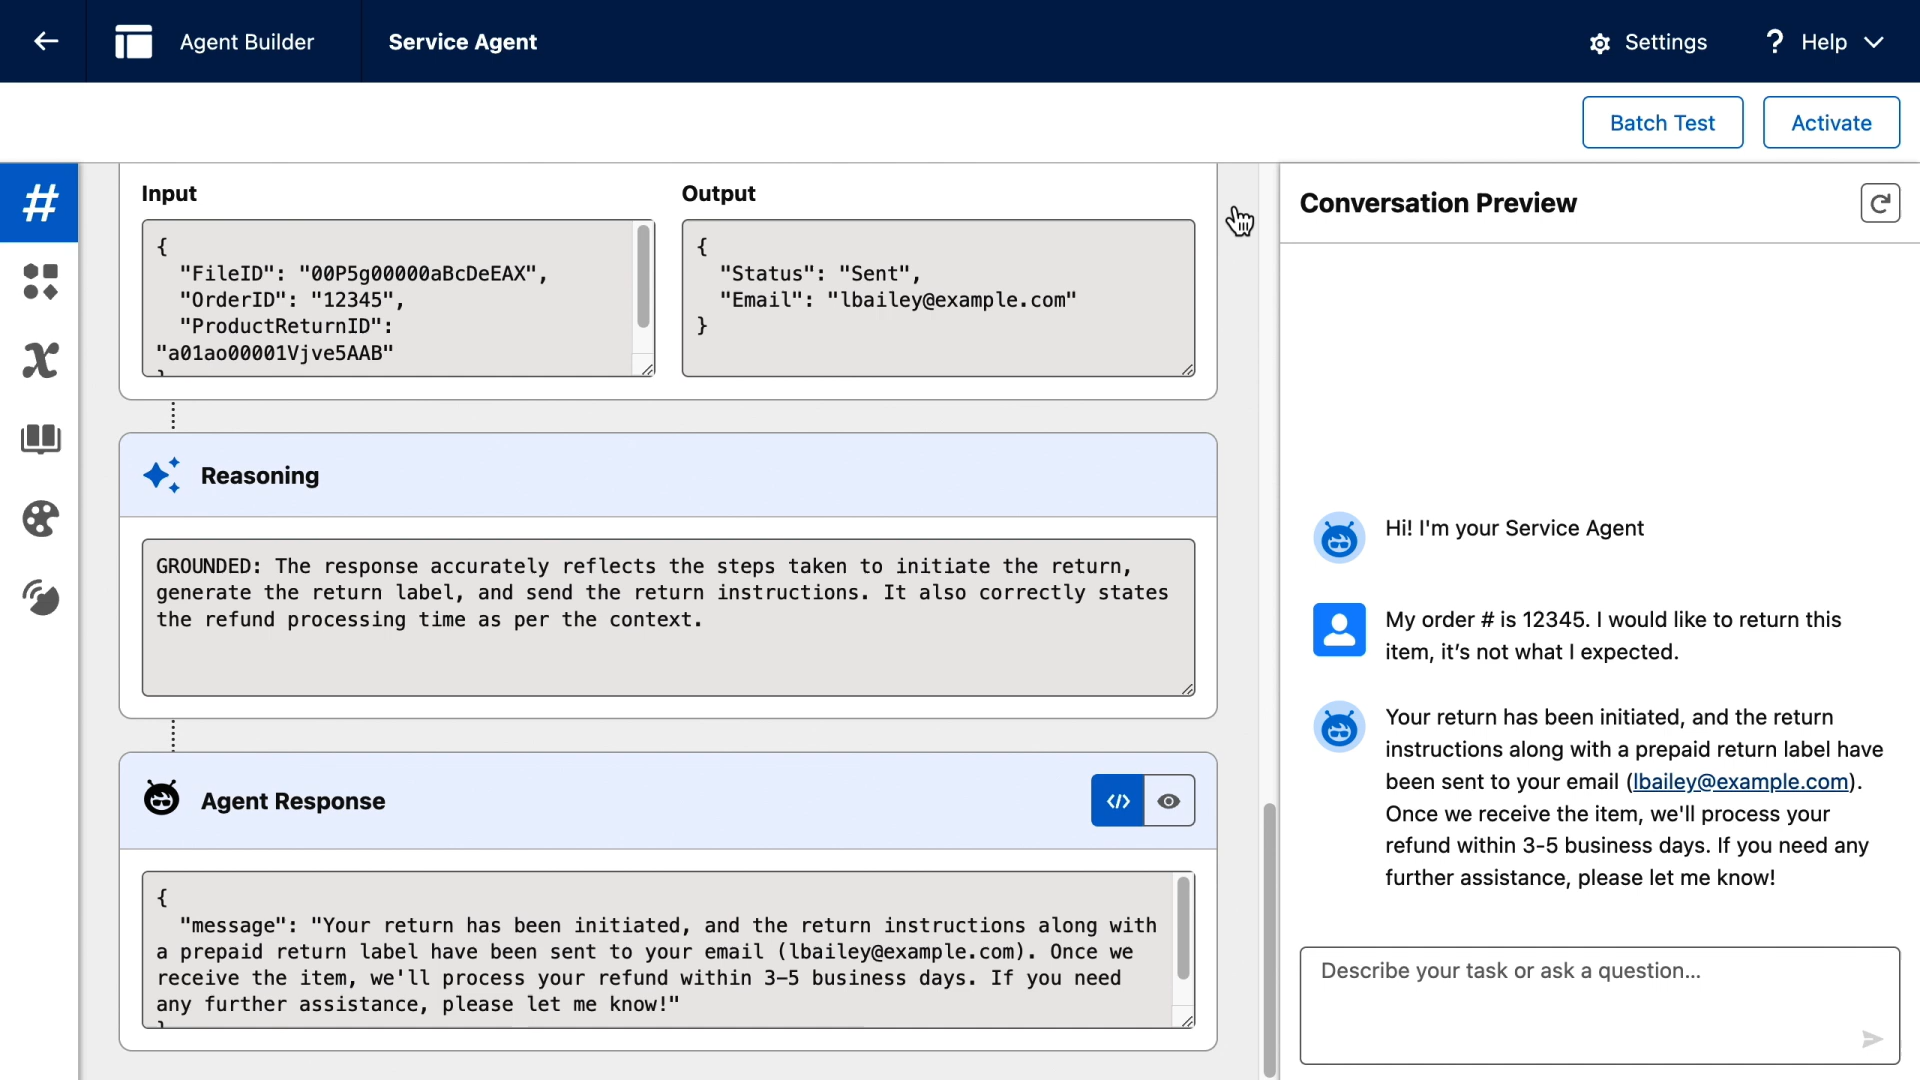 Agent Builder
Service Agent
Settings
? Help
Batch Test
Activate
#
Input
{
"FileID": "00P5g00000aBcDeEAX",
"OrderID": "12345",
"ProductReturnID":
"a01ao00001Vjve5AAB"
Output
{
"Status": "Sent",
"Email": "lbailey@example.com"
}
Reasoning
GROUNDED: The response accurately reflects the steps taken to initiate the return,
generate the return label, and send the return instructions. It also correctly states
the refund processing time as per the context.
Agent Response
</>
{
"message": "Your return has been initiated, and the return instructions along with
a prepaid return label have been sent to your email (lbailey@example.com). Once we
receive the item, we'll process your refund within 3-5 business days. If you need
any further assistance, please let me know!"
Conversation Preview
Hi! I'm your Service Agent
My order # is 12345. I would like to return this
item, it’s not what I expected.
Your return has been initiated, and the return
instructions along with a prepaid return label have
been sent to your email (lbailey@example.com).
Once we receive the item, we'll process your
refund within 3-5 business days. If you need any
further assistance, please let me know!
Describe your task or ask a question...